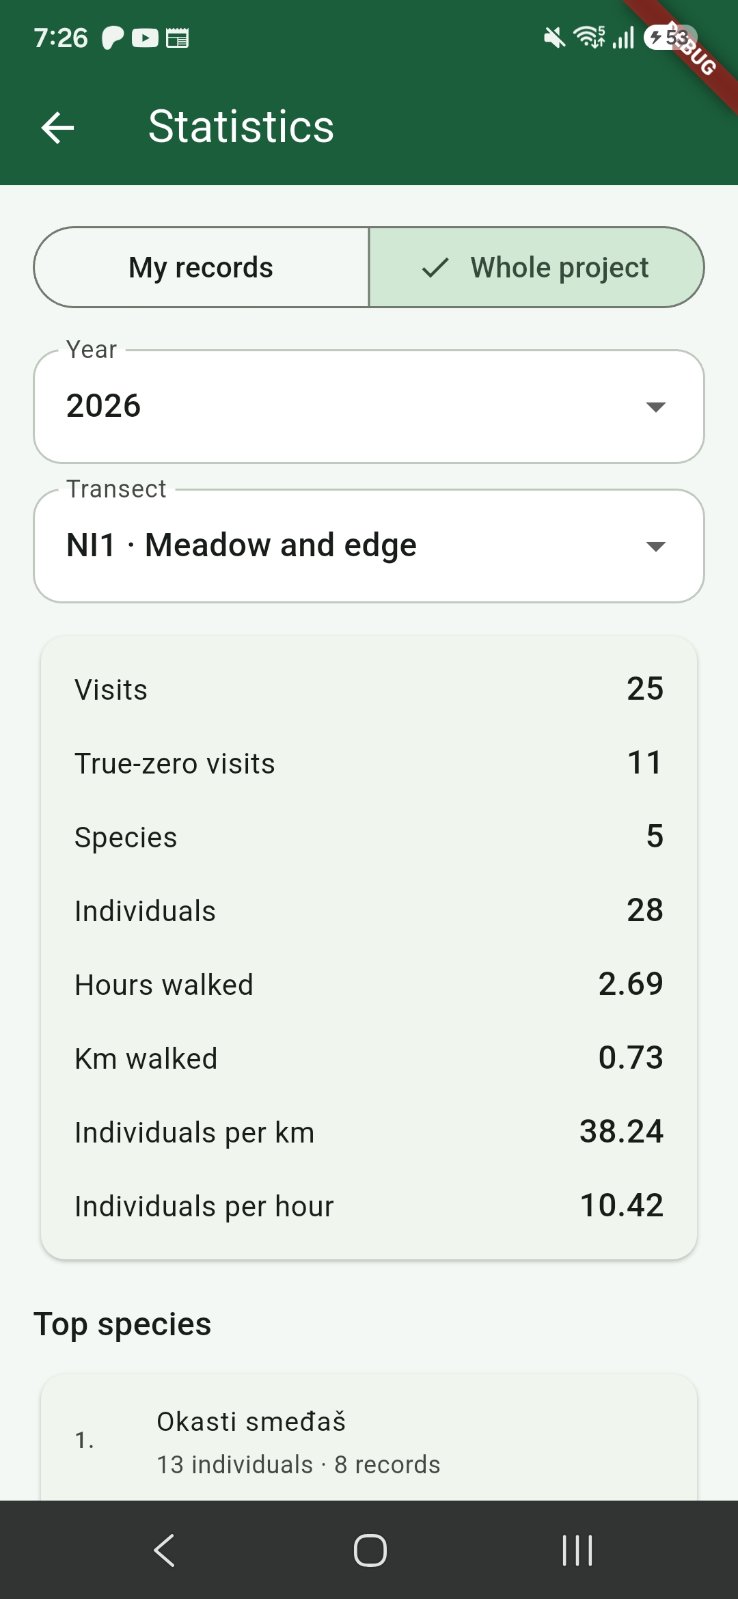 7:26
5
53
DEBUG
Statistics
My records
Whole project
Year
2026
Transect
NI1 · Meadow and edge
Visits 25
True-zero visits 11
Species 5
Individuals 28
Hours walked 2.69
Km walked 0.73
Individuals per km 38.24
Individuals per hour 10.42
Top species
1.
Okasti smeđaš
13 individuals · 8 records